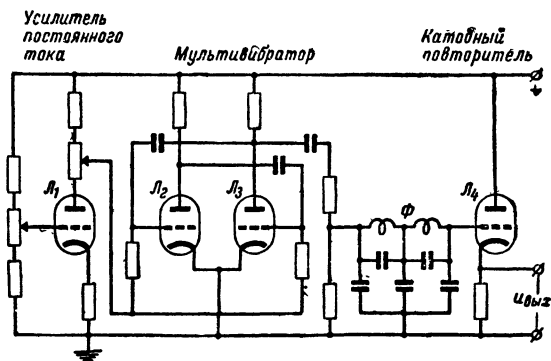 Усилитель
постоянного
тока
Мультивибратор
Катодный
повторитель
Л1
Л2
Л3
Ф
Л4
uвых